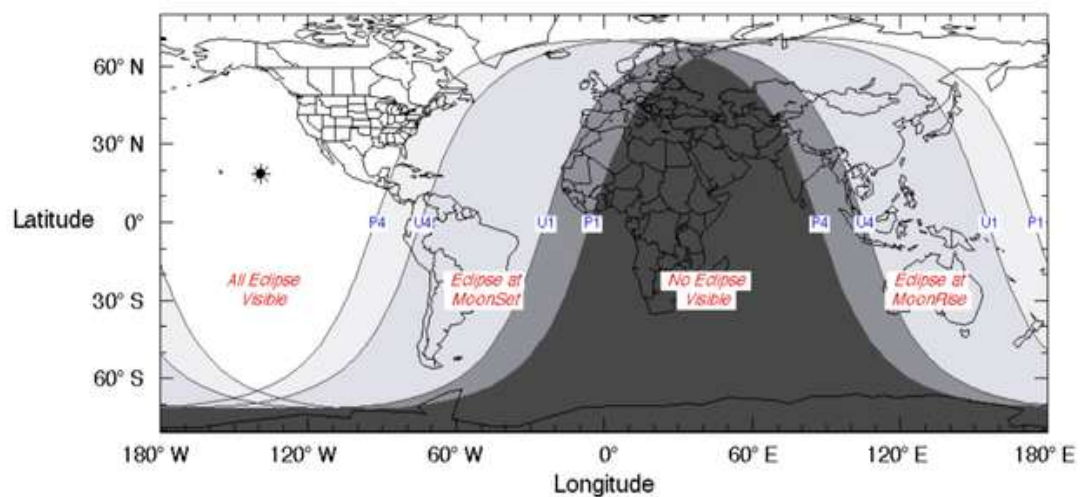 60° N
30° N
Latitude 0°
30° S
60° S
P4 U4 U1 P1 P4 U4 U1 P1
All Eclipse
Visible
Eclipse at
MoonSet
No Eclipse
Visible
Eclipse at
MoonRise
180° W 120° W 60° W 0° 60° E 120° E 180° E
Longitude